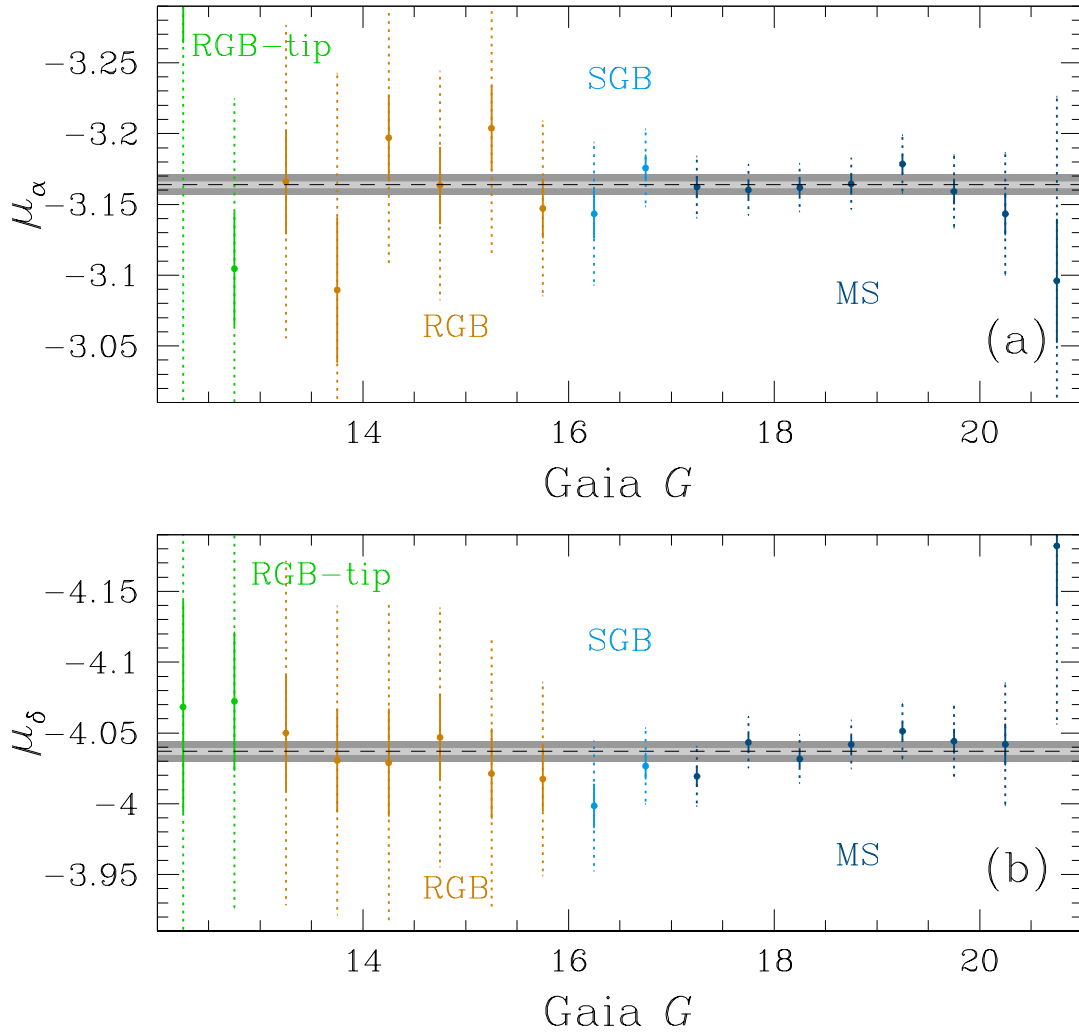 RGB−tip
SGB
RGB
MS
(a)
μα
−3.25
−3.2
−3.15
−3.1
−3.05
14
16
18
20
Gaia G
RGB−tip
SGB
RGB
MS
(b)
μδ
−4.15
−4.1
−4.05
−4
−3.95
14
16
18
20
Gaia G